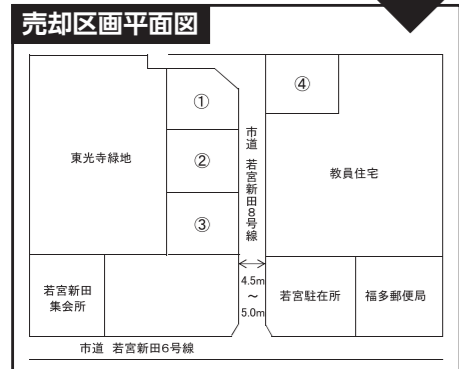 売却区画平面図
①
④
東光寺緑地
②
市道 若宮新田8号線
教員住宅
③
4.5m
～
5.0m
若宮新田
集会所
若宮駐在所
福多郵便局
市道 若宮新田6号線